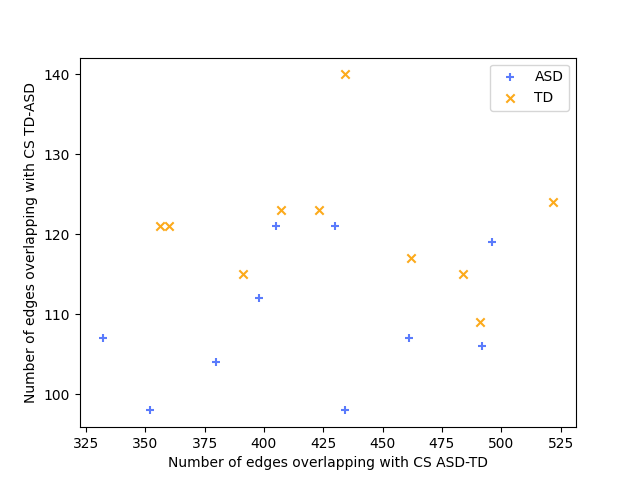 140
130
120
110
100
Number of edges overlapping with CS TD-ASD
ASD
TD
325 350 375 400 425 450 475 500 525
Number of edges overlapping with CS ASD-TD